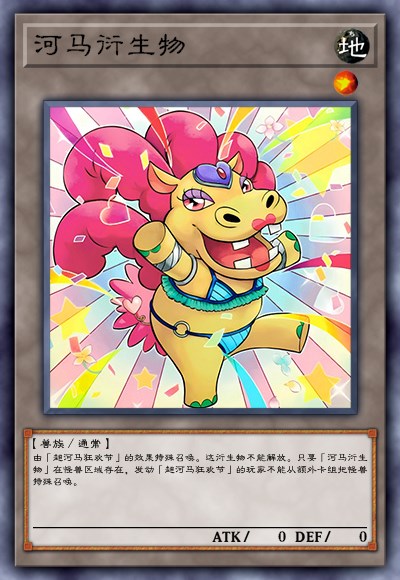 河马衍生物
地
【兽族／通常】
由「超河马狂欢节」的效果特殊召唤。这衍生物不能解放。只要「河马衍生
物」在怪兽区域存在，发动「超河马狂欢节」的玩家不能从额外卡组把怪兽
特殊召唤。
ATK/ 0 DEF/ 0